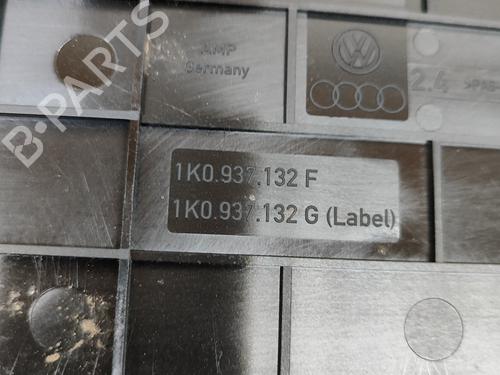 AMP
Germany
2.4
1K0.937.132 F
1K0.937.132 G (Label)
B-PARTS